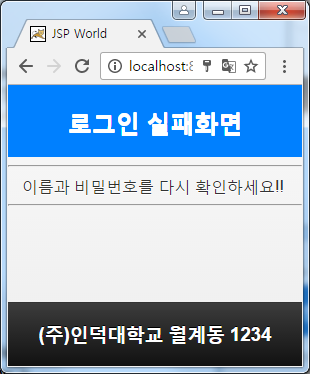 JSP World
localhost:8
로그인 실패화면
이름과 비밀번호를 다시 확인하세요!!
(주)인덕대학교 월계동 1234